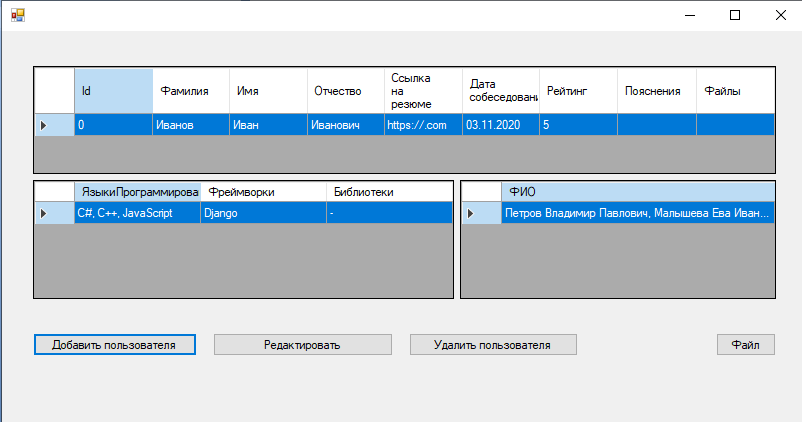 Id Фамилия Имя Отчество Ссылка на резюме Дата собеседовани Рейтинг Пояснения Файлы
0 Иванов Иван Иванович https://.com 03.11.2020 5
ЯзыкиПрограммирова Фреймворки Библиотеки ФИО
C#, C++, JavaScript Django - Петров Владимир Павлович, Малышева Ева Иван...
Добавить пользователя Редактировать Удалить пользователя Файл